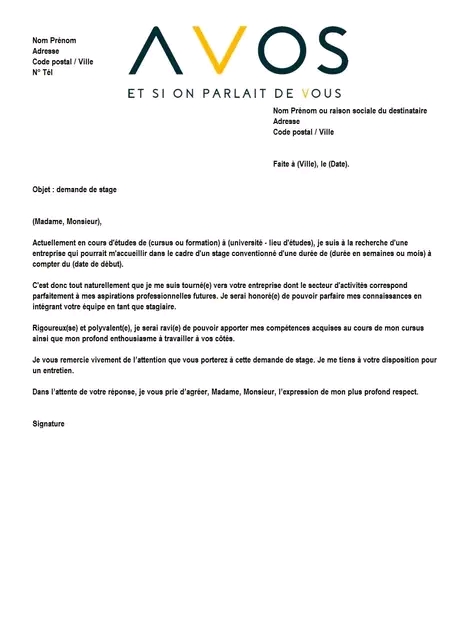 Nom Prénom
Adresse
Code postal / Ville
N° Tél
AVOS
ET SI ON PARLAIT DE VOUS
Nom Prénom ou raison sociale du destinataire
Adresse
Code postal / Ville
Faite à (Ville), le (Date).
Objet : demande de stage
(Madame, Monsieur),
Actuellement en cours d'études de (cursus ou formation) à (université - lieu d'études), je suis à la recherche d'une
entreprise qui pourrait m'accueillir dans le cadre d'un stage conventionné d'une durée de (durée en semaines ou mois) à
compter du (date de début).
C'est donc tout naturellement que je me suis tourné(e) vers votre entreprise dont le secteur d'activités correspond
parfaitement à mes aspirations professionnelles futures. Je serai honoré(e) de pouvoir parfaire mes connaissances en
intégrant votre équipe en tant que stagiaire.
Rigoureux(se) et polyvalent(e), je serai ravi(e) de pouvoir apporter mes compétences acquises au cours de mon cursus
ainsi que mon profond enthousiasme à travailler à vos côtés.
Je vous remercie vivement de l'attention que vous porterez à cette demande de stage. Je me tiens à votre disposition pour
un entretien.
Dans l'attente de votre réponse, je vous prie d'agréer, Madame, Monsieur, l'expression de mon plus profond respect.
Signature